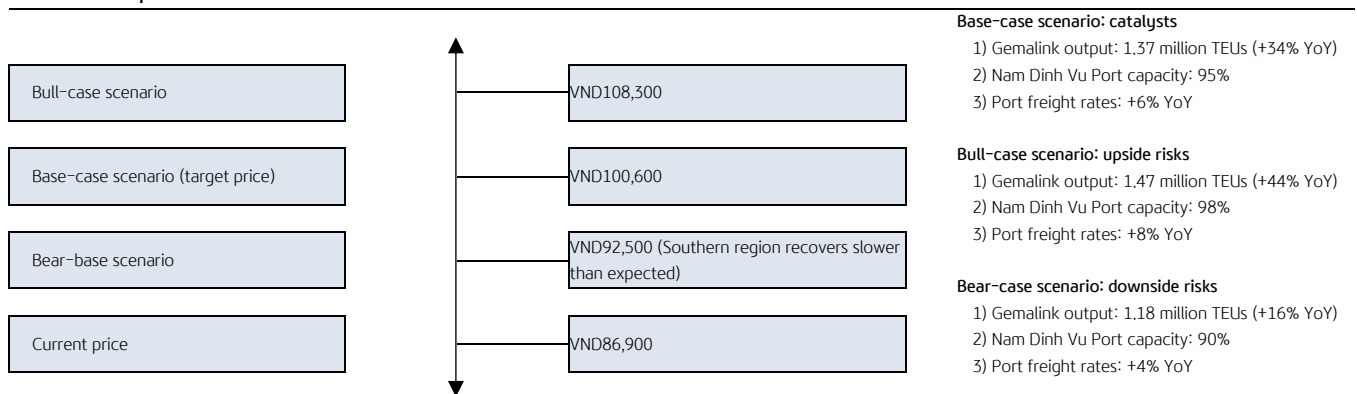 Bull-case scenario
VND108,300
Base-case scenario (target price)
VND100,600
Bear-base scenario
VND92,500 (Southern region recovers slower
than expected)
Current price
VND86,900
Base-case scenario: catalysts
1) Gemalink output: 1.37 million TEUs (+34% YoY)
2) Nam Dinh Vu Port capacity: 95%
3) Port freight rates: +6% YoY
Bull-case scenario: upside risks
1) Gemalink output: 1.47 million TEUs (+44% YoY)
2) Nam Dinh Vu Port capacity: 98%
3) Port freight rates: +8% YoY
Bear-case scenario: downside risks
1) Gemalink output: 1.18 million TEUs (+16% YoY)
2) Nam Dinh Vu Port capacity: 90%
3) Port freight rates: +4% YoY